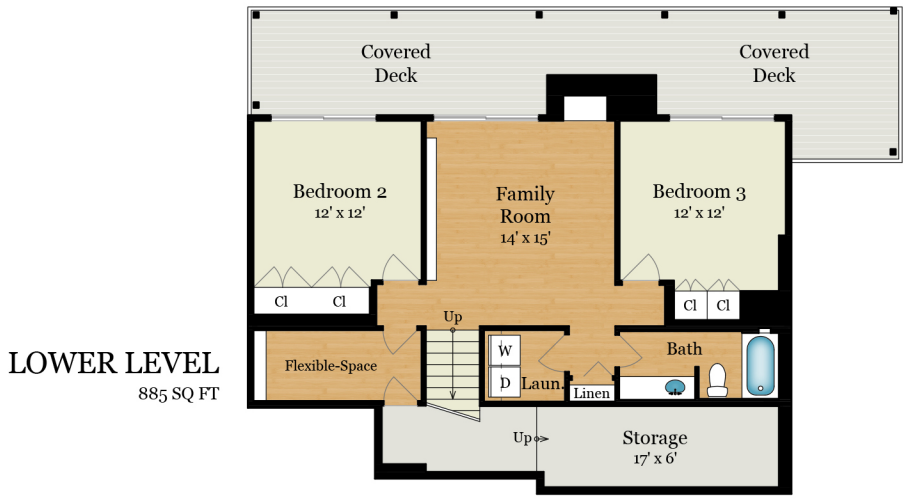 Covered
Deck
Covered
Deck
Bedroom 2
12' x 12'
Family
Room
14' x 15'
Bedroom 3
12' x 12'
Cl
Cl
Cl
Cl
Up
LOWER LEVEL
885 SQ FT
Flexible-Space
W
D
Laun.
Linen
Bath
Up
Storage
17' x 6'